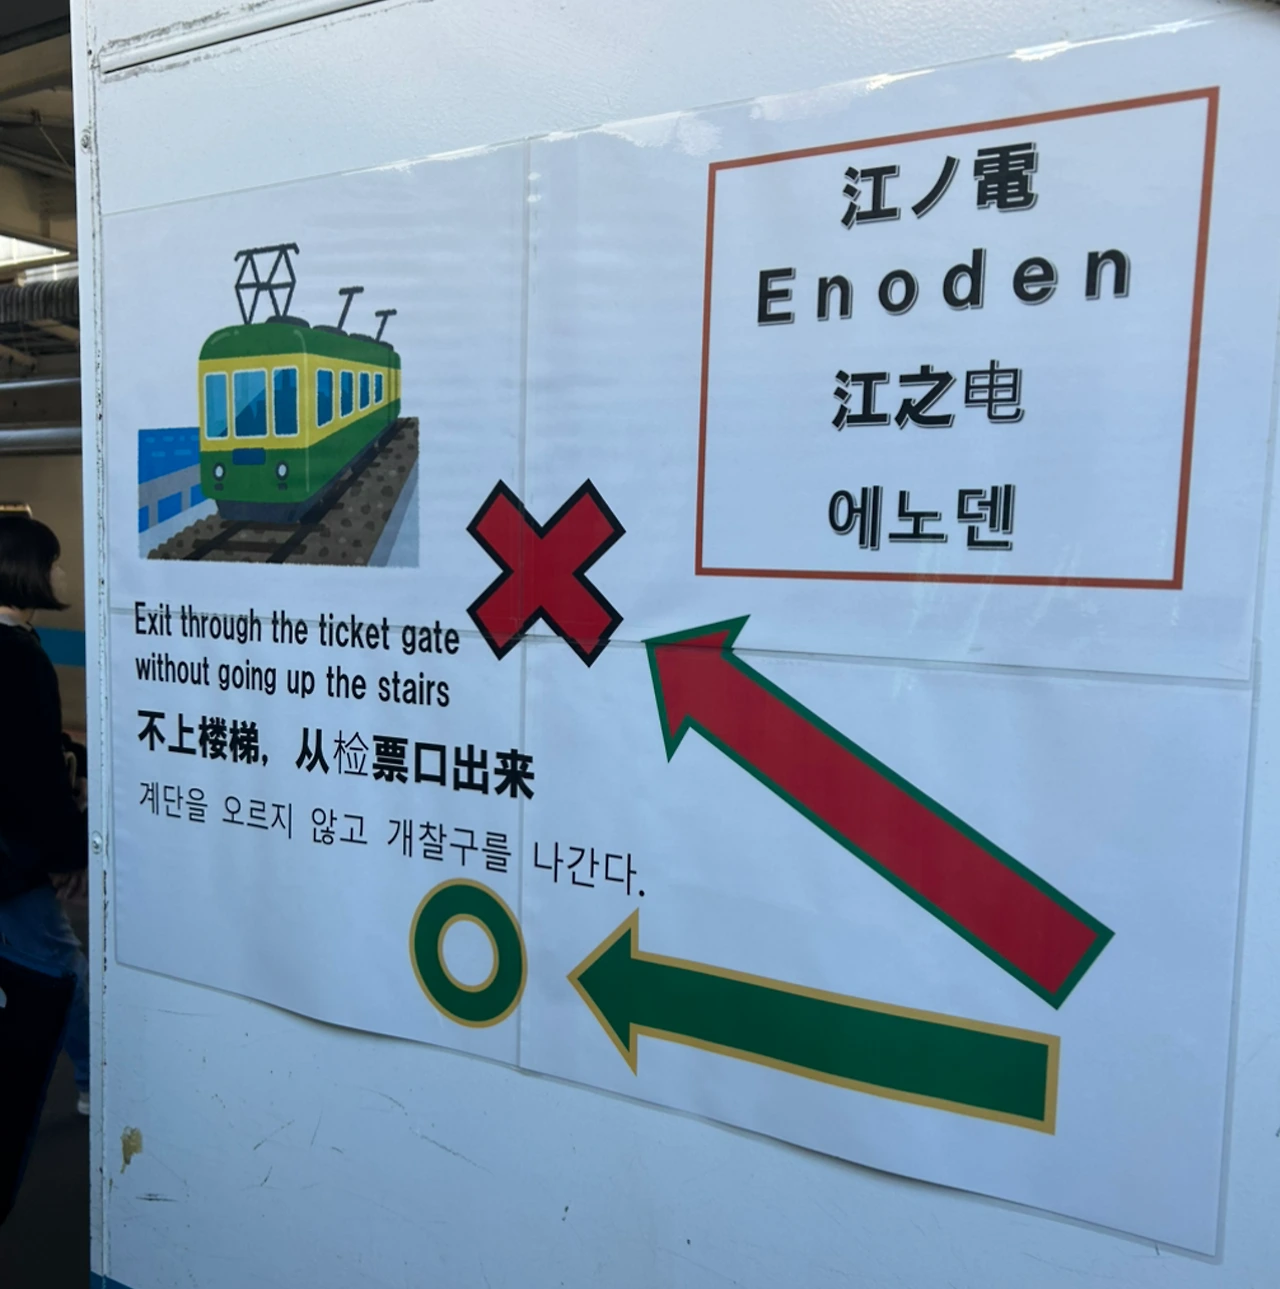 江ノ電
Enoden
江之电
에노덴
Exit through the ticket gate
without going up the stairs
不上楼梯，从检票口出来
계단을 오르지 않고 개찰구를 나간다.